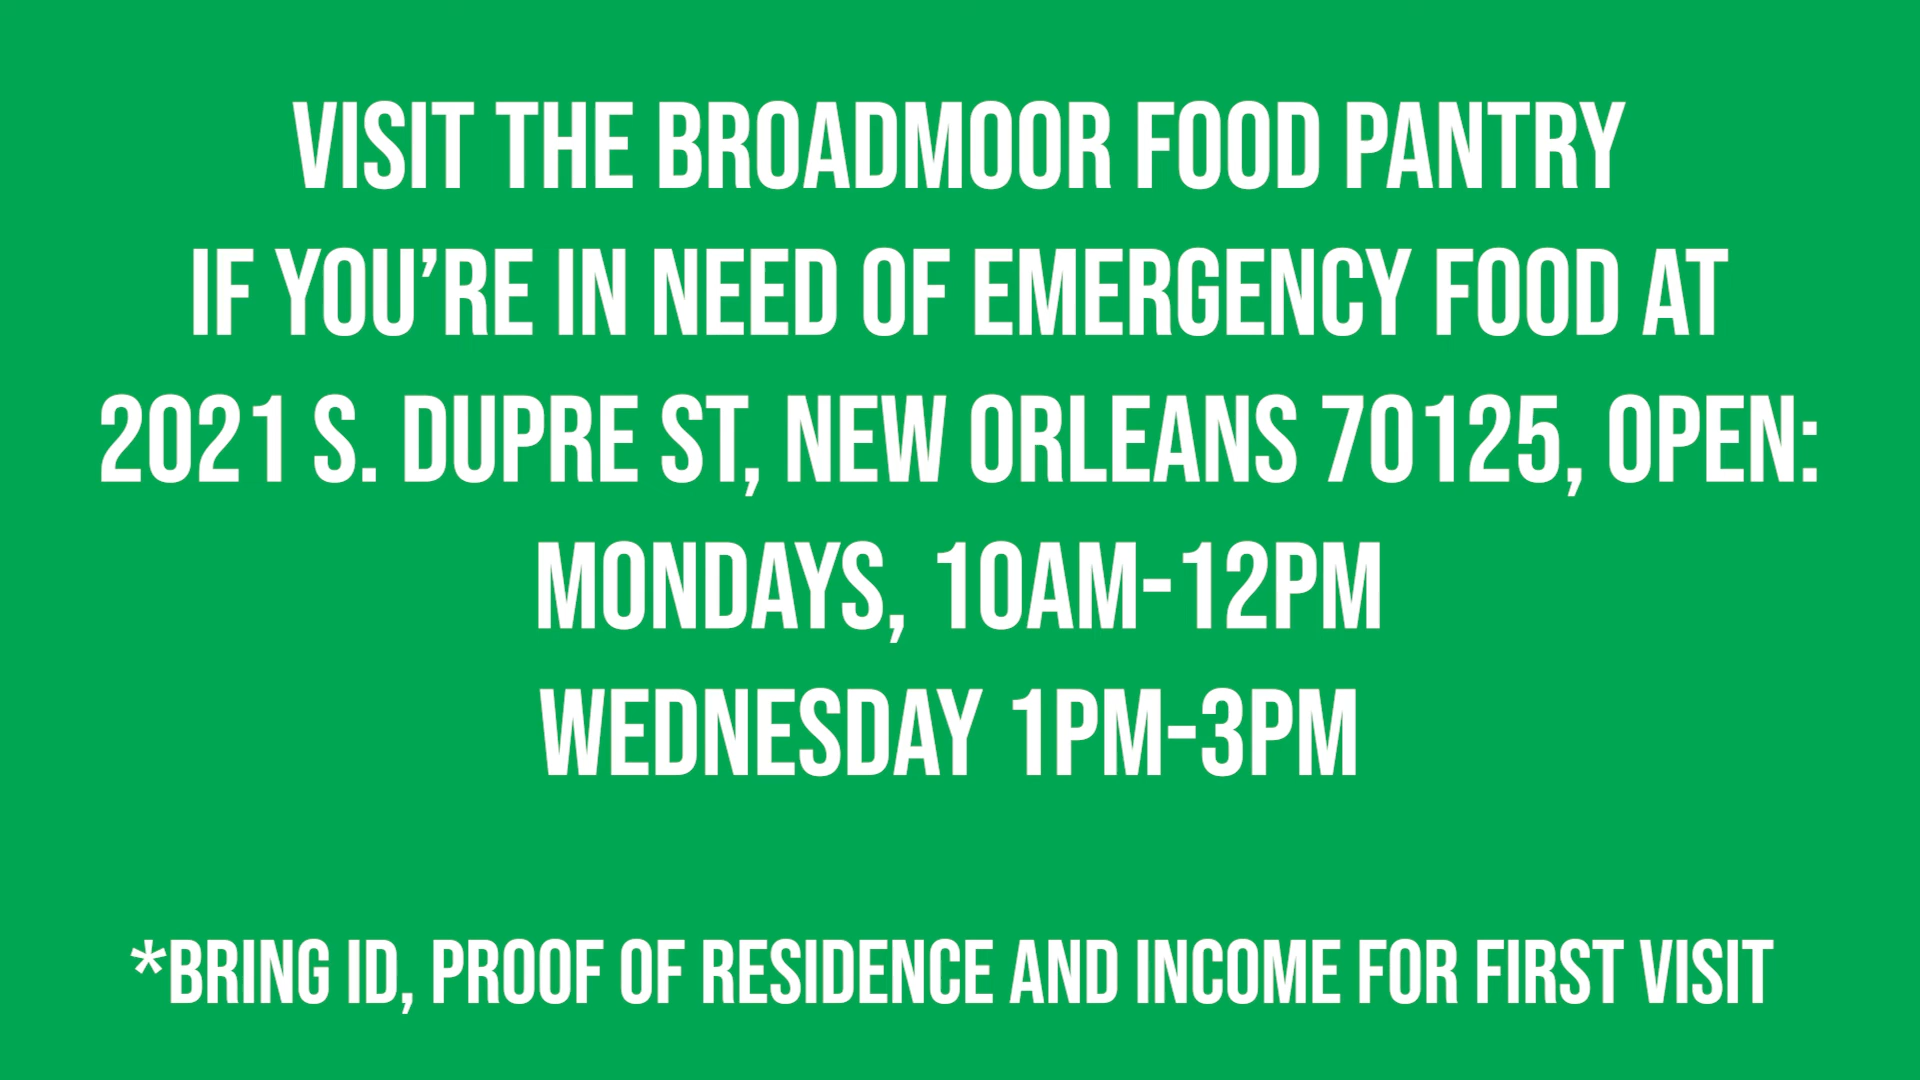 VISIT THE BROADMOOR FOOD PANTRY
IF YOU’RE IN NEED OF EMERGENCY FOOD AT
2021 S. DUPRE ST, NEW ORLEANS 70125, OPEN:
MONDAYS, 10AM-12PM
WEDNESDAY 1PM-3PM
*BRING ID, PROOF OF RESIDENCE AND INCOME FOR FIRST VISIT